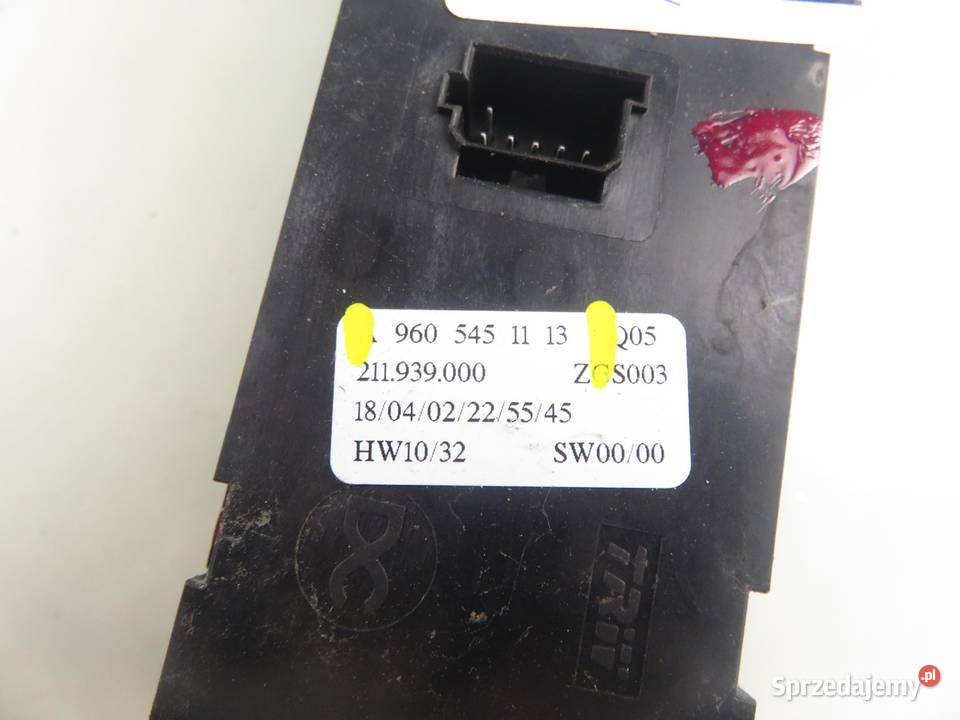 960 545 11 13 Q05
211.939.000 ZGS003
18/04/02/22/55/45
HW10/32 SW00/00
DC
TRW
Sprzedajemy.pl